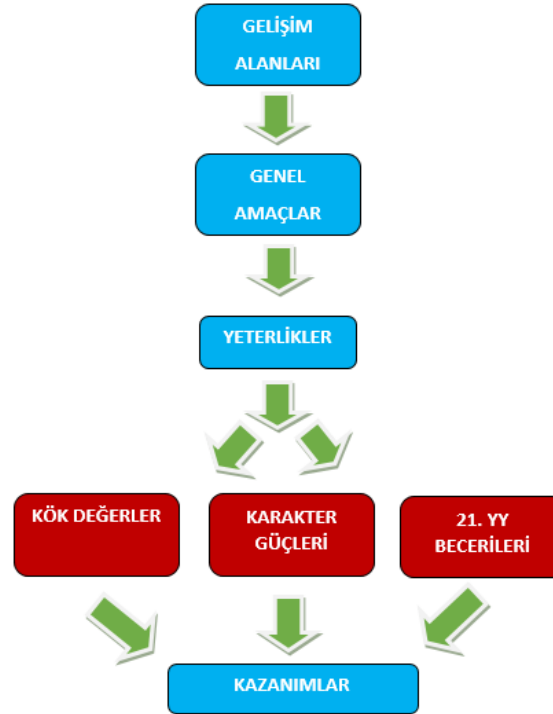 GELİŞİM
ALANLARI
GENEL
AMAÇLAR
YETERLİKLER
KÖK DEĞERLER
KARAKTER
GÜÇLERİ
21. YY
BECERİLERİ
KAZANIMLAR